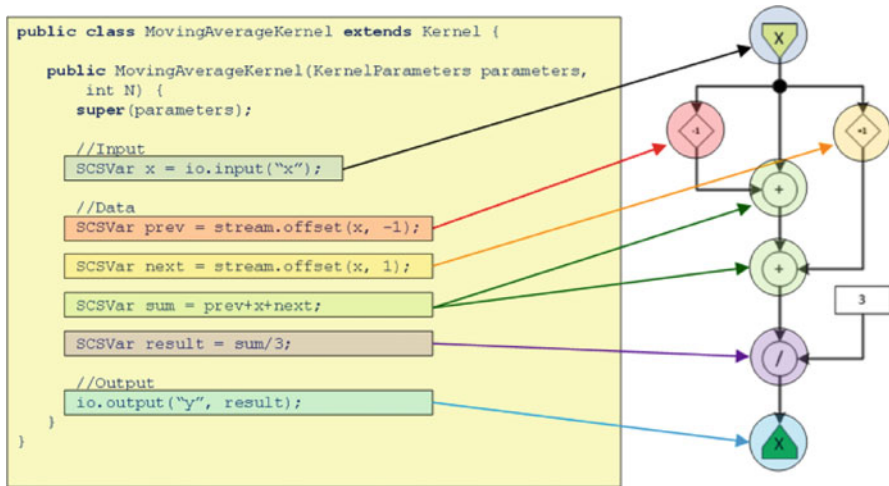 public class MovingAverageKernel extends Kernel {
public MovingAverageKernel(KernelParameters parameters,
int N) {
super(parameters);
//Input
SCSVar x = io.input(“x”);
//Data
SCSVar prev = stream.offset(x, -1);
SCSVar next = stream.offset(x, 1);
SCSVar sum = prev+x+next;
SCSVar result = sum/3;
//Output
io.output(“y”, result);
}
}
X
-1
+1
+
+
3
/
X